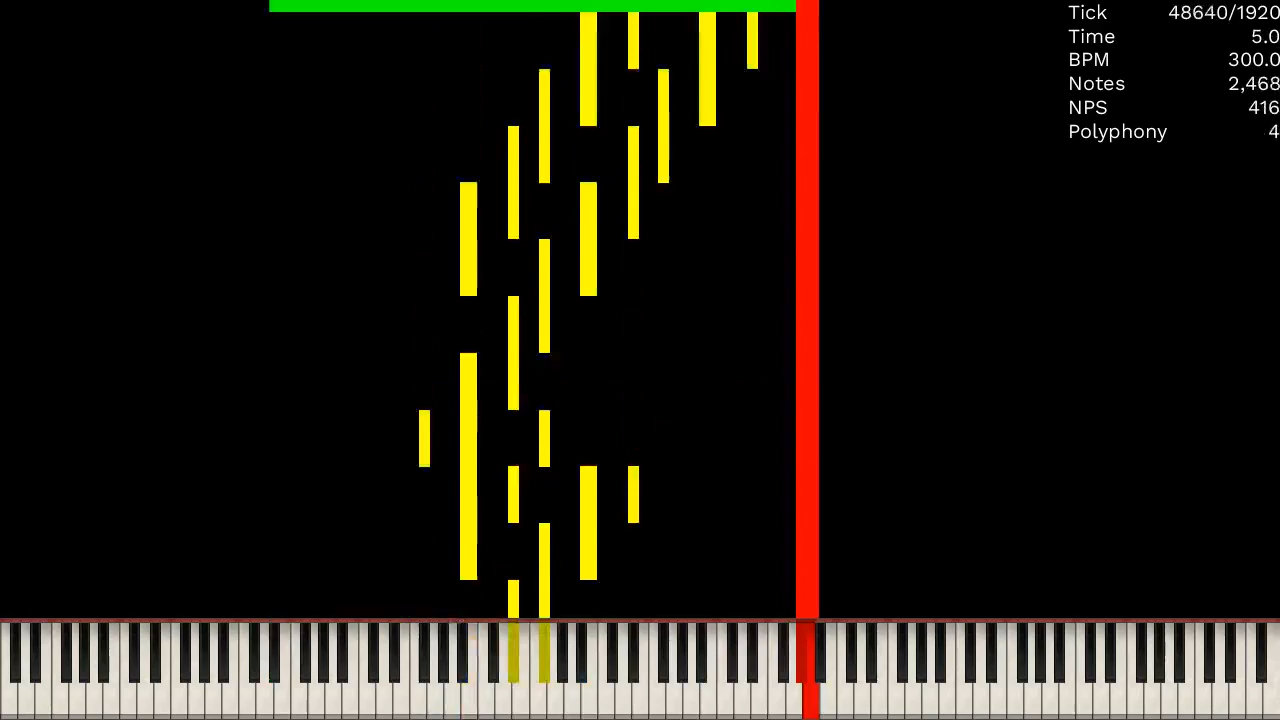 Tick 48640/1920
Time 5.0
BPM 300.0
Notes 2,468
NPS 416
Polyphony 4